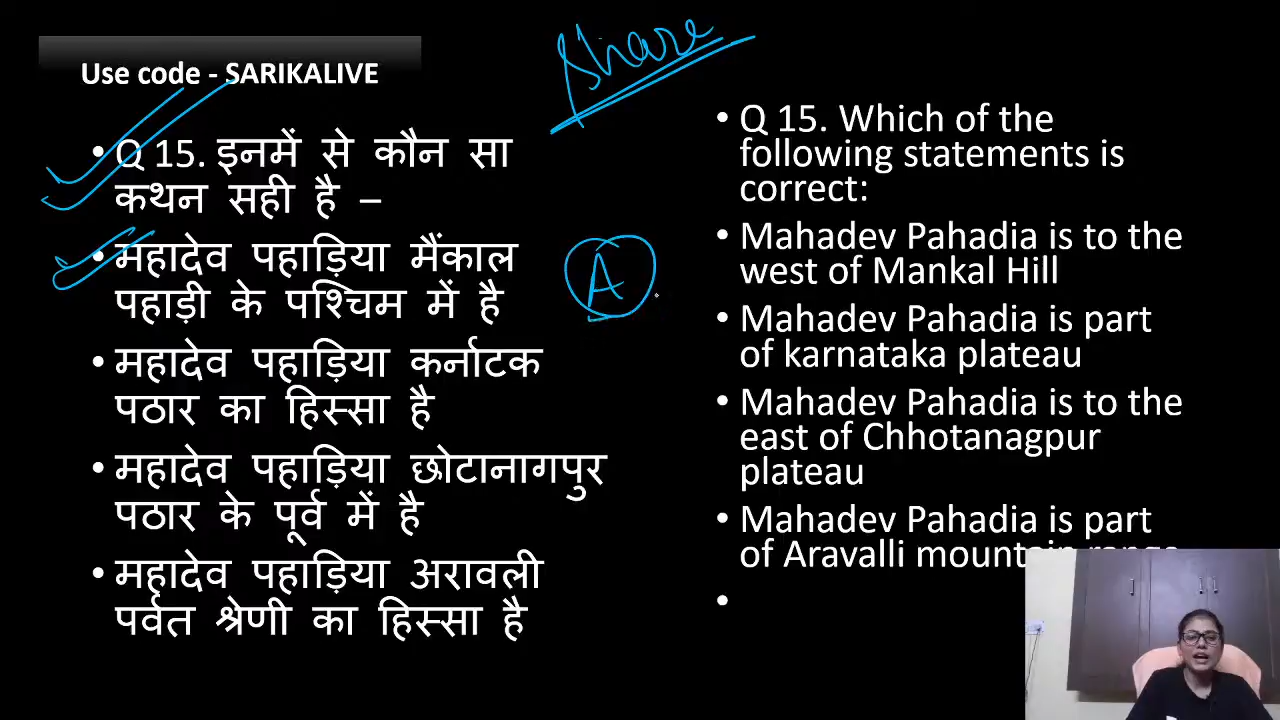 Share
Use code - SARIKALIVE
• Q 15. इनमें से कौन सा
कथन सही है –
• महादेव पहाड़िया मैंकाल
पहाड़ी के पश्चिम में है
A
• महादेव पहाड़िया कर्नाटक
पठार का हिस्सा है
• महादेव पहाड़िया छोटानागपुर
पठार के पूर्व में है
• महादेव पहाड़िया अरावली
पर्वत श्रेणी का हिस्सा है
• Q 15. Which of the
following statements is
correct:
• Mahadev Pahadia is to the
west of Mankal Hill
• Mahadev Pahadia is part
of karnataka plateau
• Mahadev Pahadia is to the
east of Chhotanagpur
plateau
• Mahadev Pahadia is part
of Aravalli mountain range
•